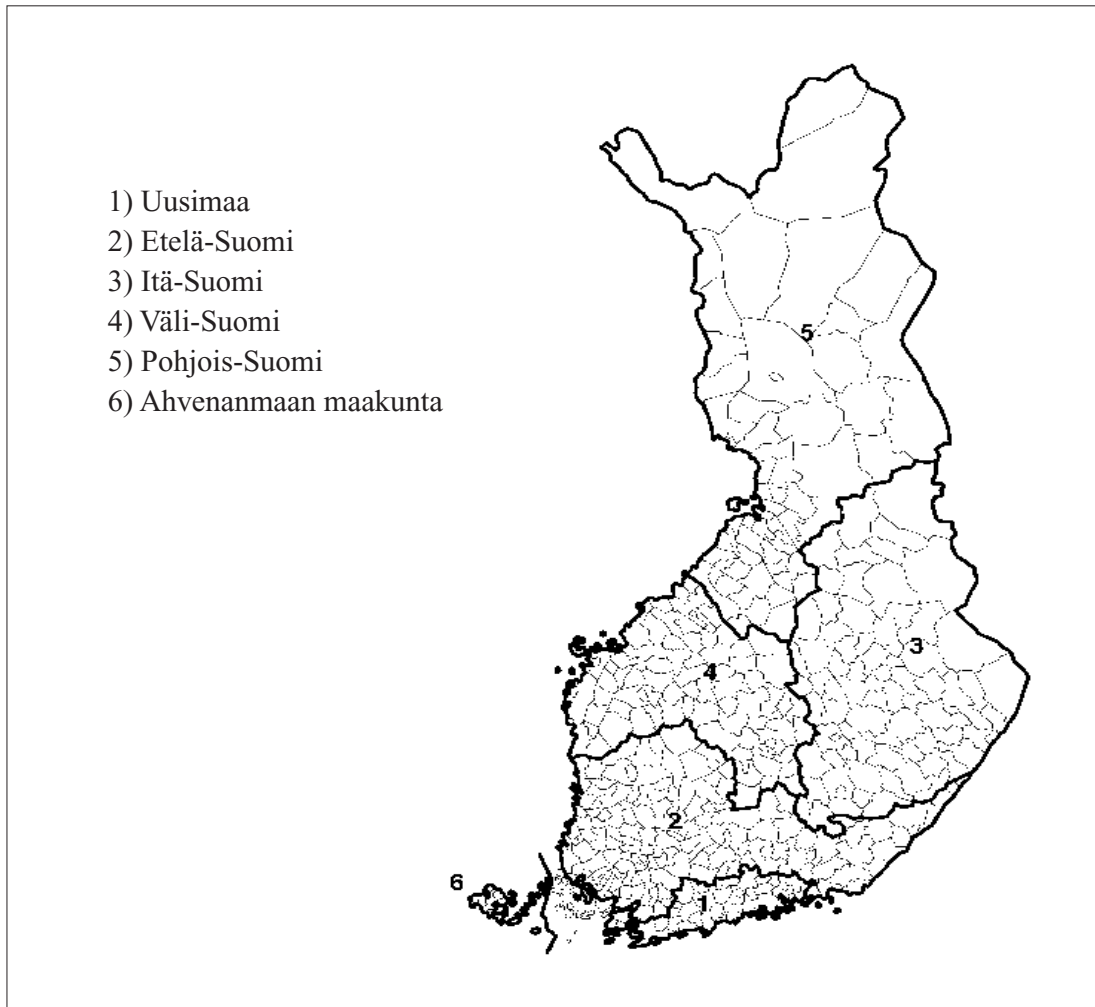 1) Uusimaa
2) Etelä-Suomi
3) Itä-Suomi
4) Väli-Suomi
5) Pohjois-Suomi
6) Ahvenanmaan maakunta
5
3
4
2
6
1